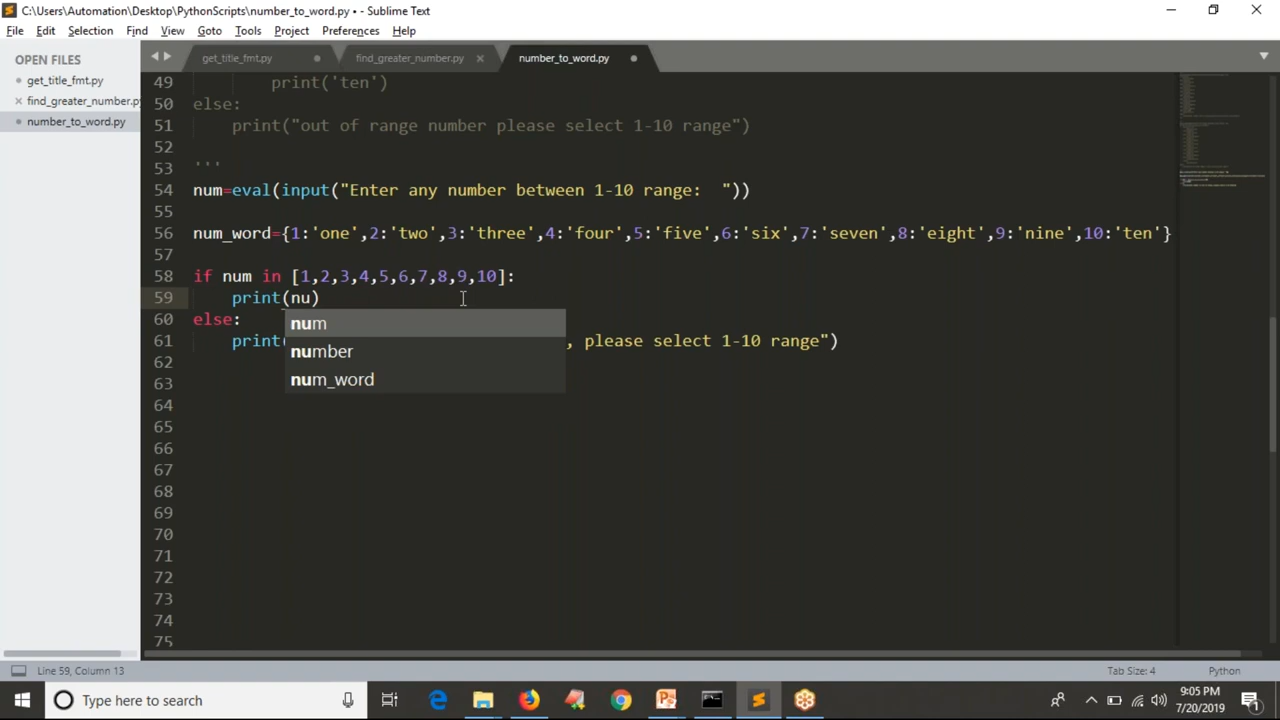 C:\Users\Automation\Desktop\PythonScripts\number_to_word.py • - Sublime Text
File Edit Selection Find View Goto Tools Project Preferences Help
OPEN FILES
get_title_fmt.py
find_greater_number.py
number_to_word.py
get_title_fmt.py find_greater_number.py number_to_word.py
49 print('ten')
50 else:
51 print("out of range number please select 1-10 range")
52
53 '''
54 num=eval(input("Enter any number between 1-10 range:  "))
55
56 num_word={1:'one',2:'two',3:'three',4:'four',5:'five',6:'six',7:'seven',8:'eight',9:'nine',10:'ten'}
57
58 if num in [1,2,3,4,5,6,7,8,9,10]:
59 print(nu)
num
number
num_word
60 else:
61 print( , please select 1-10 range")
62
63
64
65
66
67
68
69
70
71
72
73
74
75
Line 59, Column 13 Tab Size: 4 Python
Type here to search
9:05 PM
7/20/2019